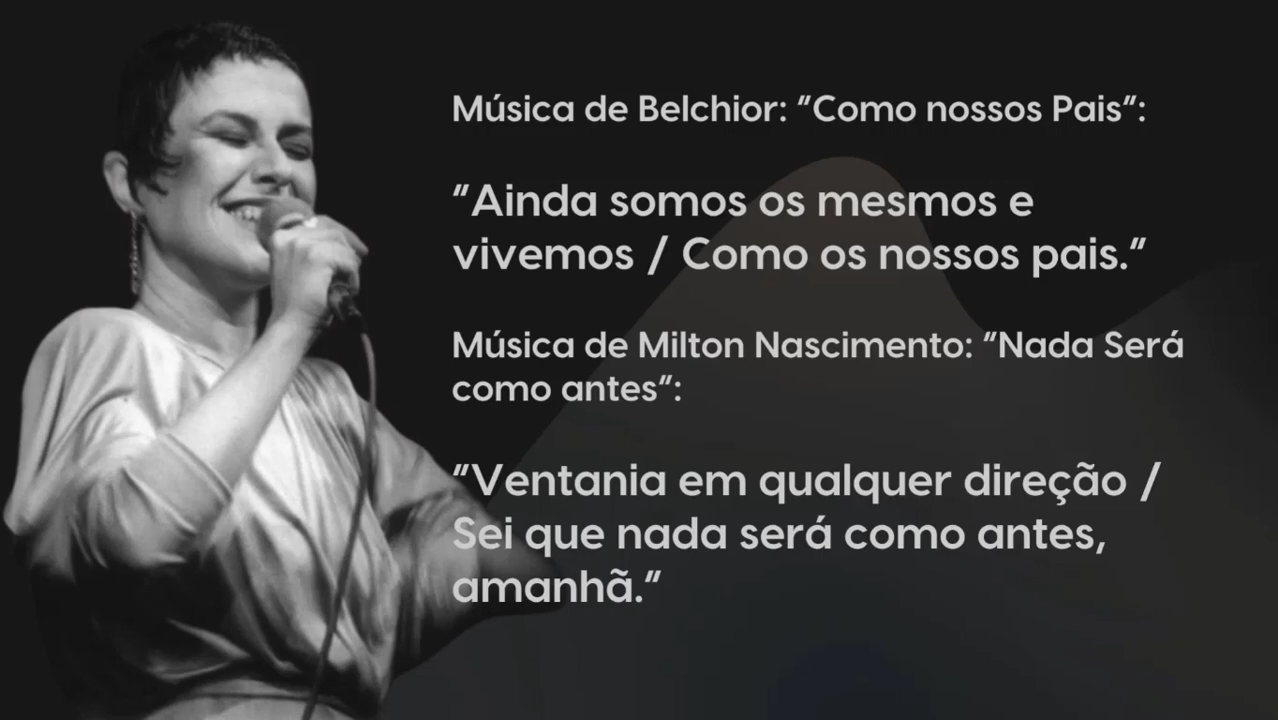 Música de Belchior: “Como nossos Pais”:
“Ainda somos os mesmos e
vivemos / Como os nossos pais.”
Música de Milton Nascimento: “Nada Será
como antes”:
“Ventania em qualquer direção /
Sei que nada será como antes,
amanhã.”